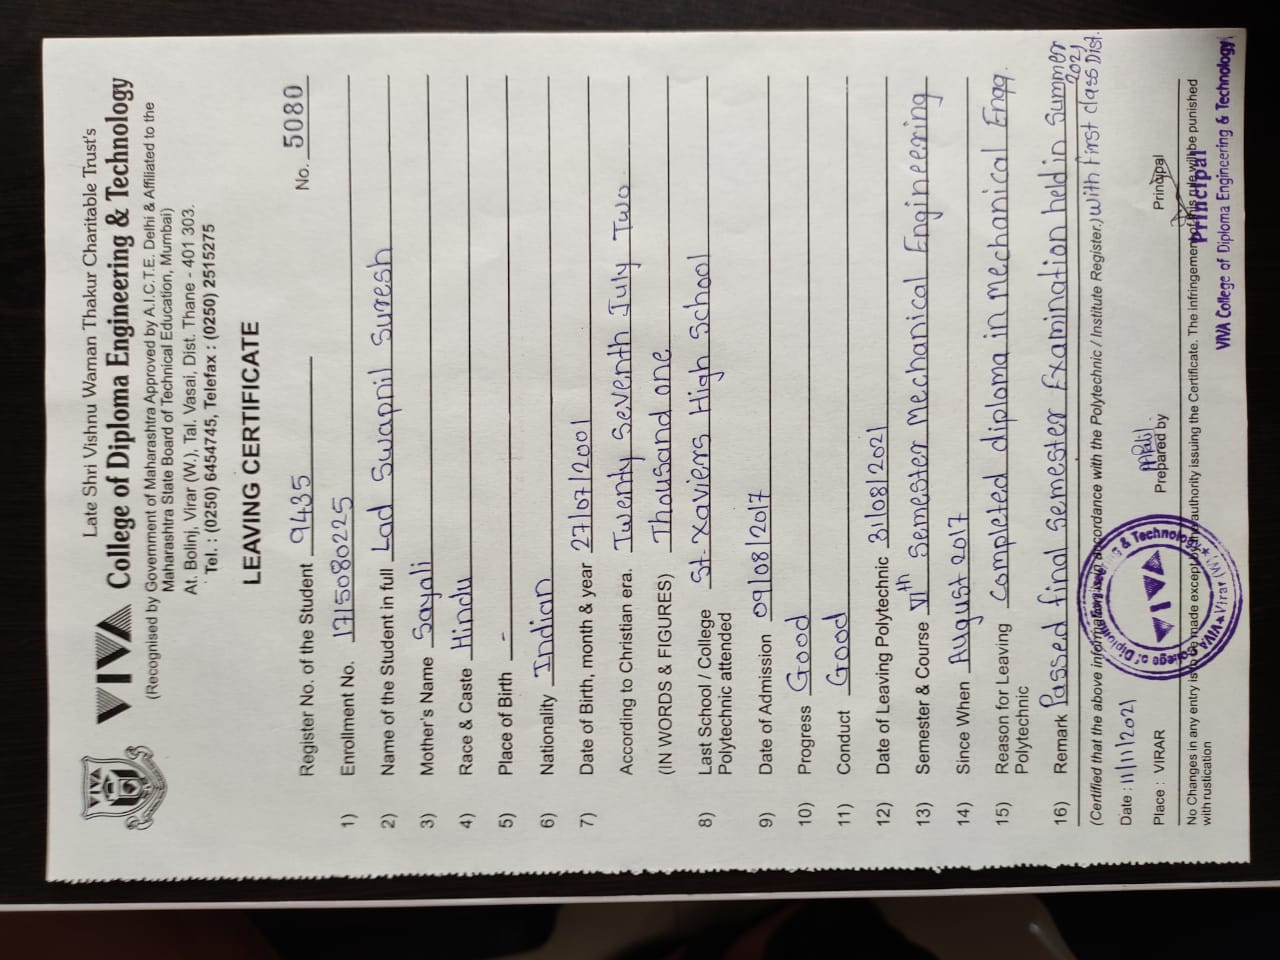 VIVA
Late Shri Vishnu Waman Thakur Charitable Trust's
VIVA College of Diploma Engineering & Technology
(Recognised by Government of Maharashtra Approved by A.I.C.T.E. Delhi & Affiliated to the
Maharashtra State Board of Technical Education, Mumbai)
At. Bolinj, Virar (W.), Tal. Vasai, Dist. Thane - 401 303.
Tel. : (0250) 6454745, Telefax : (0250) 2515275
LEAVING CERTIFICATE
Register No. of the Student 9435 No. 5080
1) Enrollment No. 1715080225
2) Name of the Student in full Lad Swapnil Suresh
3) Mother's Name Sayali
4) Race & Caste Hindu
5) Place of Birth -
6) Nationality Indian
7) Date of Birth, month & year 27/07/2001
According to Christian era. Twenty Seventh July Two
(IN WORDS & FIGURES) Thousand one
8) Last School / College St. Xaviers High School
Polytechnic attended
9) Date of Admission 09/08/2017
10) Progress Good
11) Conduct Good
12) Date of Leaving Polytechnic 31/08/2021
13) Semester & Course VIth Semester Mechanical Engineering
14) Since When August 2017
15) Reason for Leaving Completed diploma in Mechanical Engg.
Polytechnic
16) Remark Passed final Semester Examination held in Summer
2021
(Certified that the above information is in accordance with the Polytechnic / Institute Register.) with First class Dist.
Date : 11/11/2021
Place : VIRAR Prepared by Principal
No Changes in any entry is to be made except by the authority issuing the Certificate. The infringement of this rule will be punished
with rustication
Principal
VIVA College of Diploma Engineering & Technology
VIVA College of Diploma Engineering & Technology
VIVA
Virar (W)